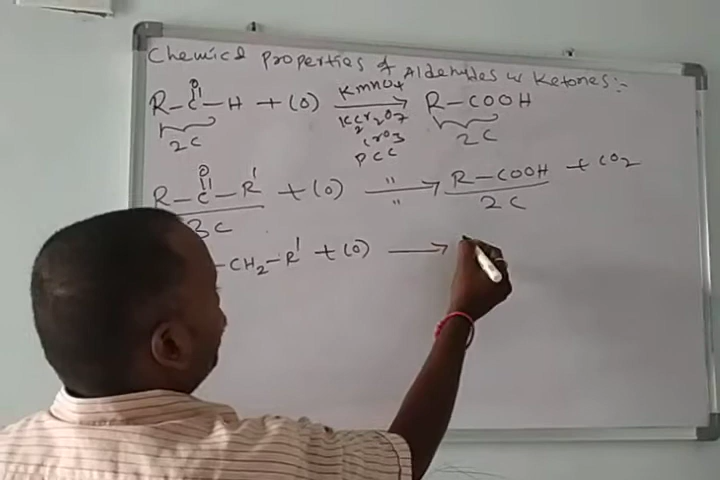 Chemical Properties of Aldehydes & Ketones:-
O
R-C-H + (O) KMnO4 → R-COOH
2C K2Cr2O7 2C
CrO3
PCC
O
R-C-R' + (O) " → R-COOH + CO2
3C " 2C
-CH2-R' + (O) →